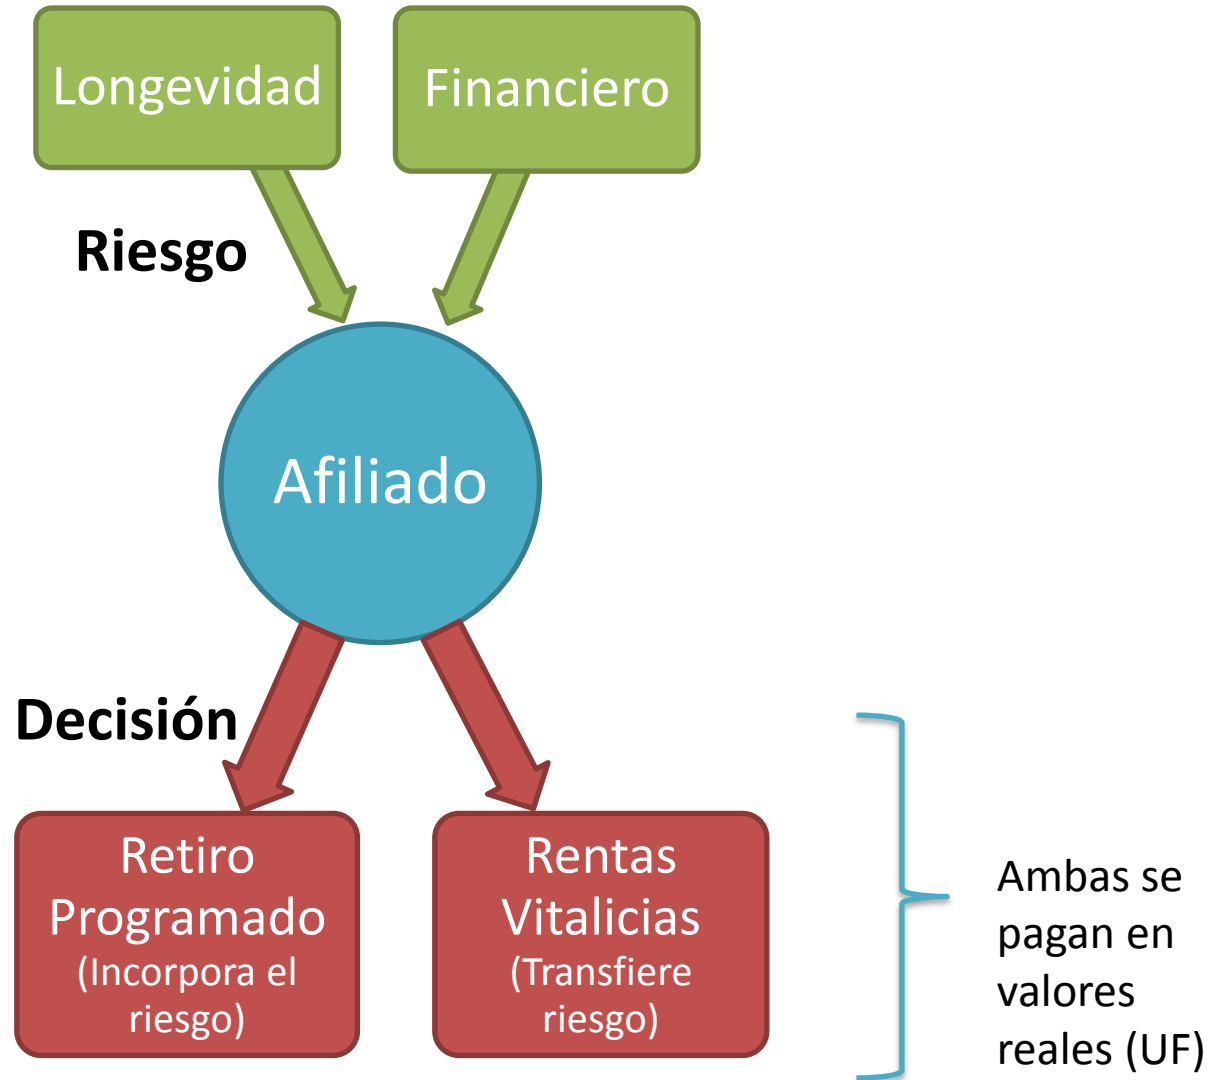 Longevidad
Financiero
Riesgo
Afiliado
Decisión
Retiro
Programado
(Incorpora el
riesgo)
Rentas
Vitalicias
(Transfiere
riesgo)
Ambas se
pagan en
valores
reales (UF)